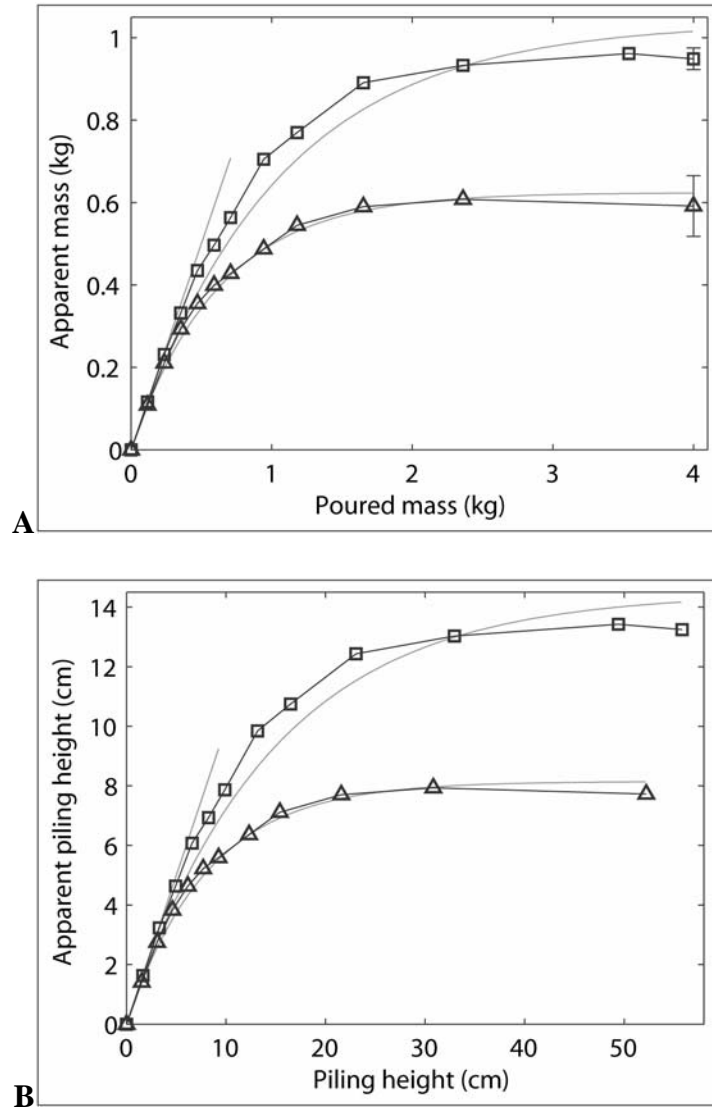 1
0.8
0.6
0.4
0.2
0
Apparent mass (kg)
0 1 2 3 4
Poured mass (kg)
A
14
12
10
8
6
4
2
0
Apparent piling height (cm)
0 10 20 30 40 50
Piling height (cm)
B